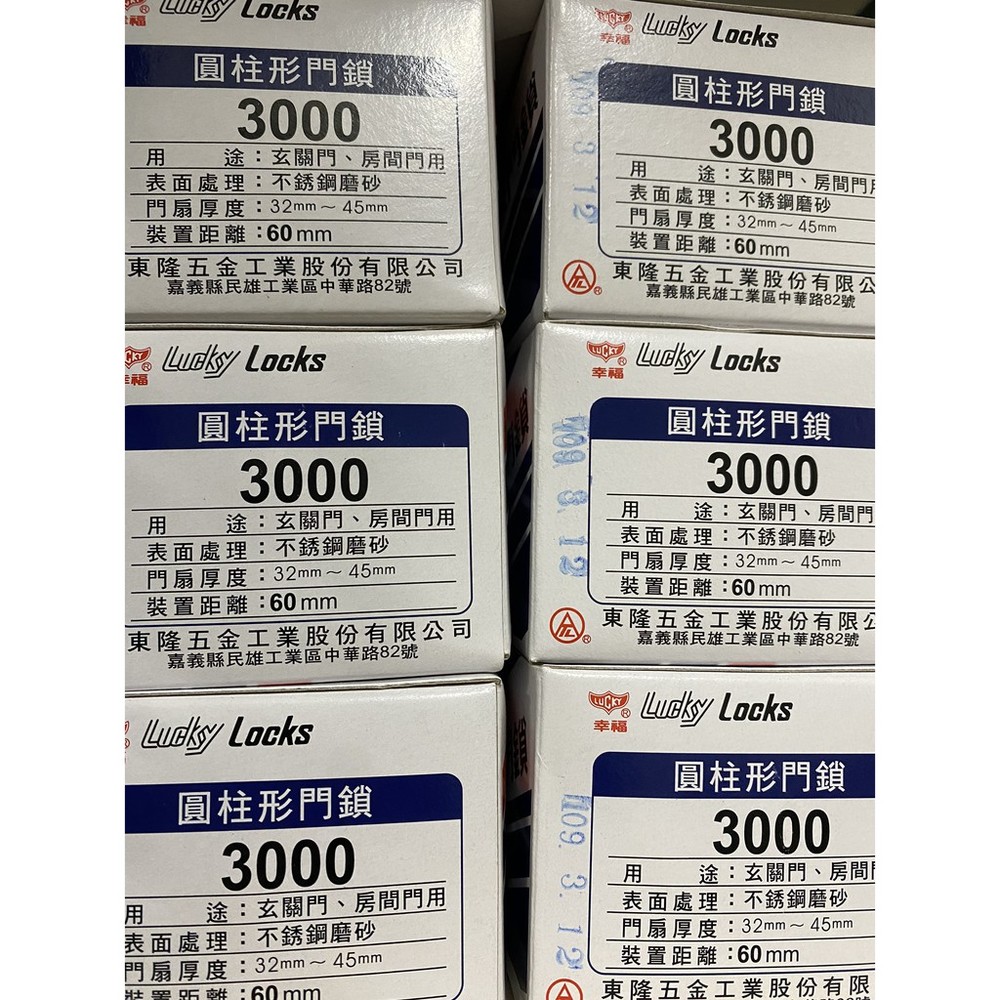 幸福 Lucky Locks
圓柱形門鎖
3000
用 途：玄關門、房間門用
表面處理：不銹鋼磨砂
門扇厚度：32mm～45mm
裝置距離：60mm
東隆五金工業股份有限公司
嘉義縣民雄工業區中華路82號
LUCKY
幸福 Lucky Locks
圓柱形門鎖
3000
用 途：玄關門、房間門用
表面處理：不銹鋼磨砂
門扇厚度：32mm～45mm
裝置距離：60mm
東隆五金工業股份有限公
嘉義縣民雄工業區中華路82號
109 3 12
幸福 Lucky Locks
圓柱形門鎖
3000
用 途：玄關門、房間門用
表面處理：不銹鋼磨砂
門扇厚度：32mm～45mm
裝置距離：60mm
東隆五金工業股份有限公司
嘉義縣民雄工業區中華路82號
LUCKY
幸福 Lucky Locks
圓柱形門鎖
3000
用 途：玄關門、房間門
表面處理：不銹鋼磨砂
門扇厚度：32mm～45mm
裝置距離：60mm
東隆五金工業股份有限公
嘉義縣民雄工業區中華路82號
109. 8. 12
Lucky Locks
圓柱形門鎖
3000
用 途：玄關門、房間門用
表面處理：不銹鋼磨砂
門扇厚度：32mm～45mm
裝置距離：60mm
LUCKY
幸福 Lucky Locks
圓柱形門鎖
3000
用 途：玄關門、房間門
表面處理：不銹鋼磨砂
門扇厚度：32mm～45mm
裝置距離：60mm
東隆五金工業股份有限
109. 3. 12